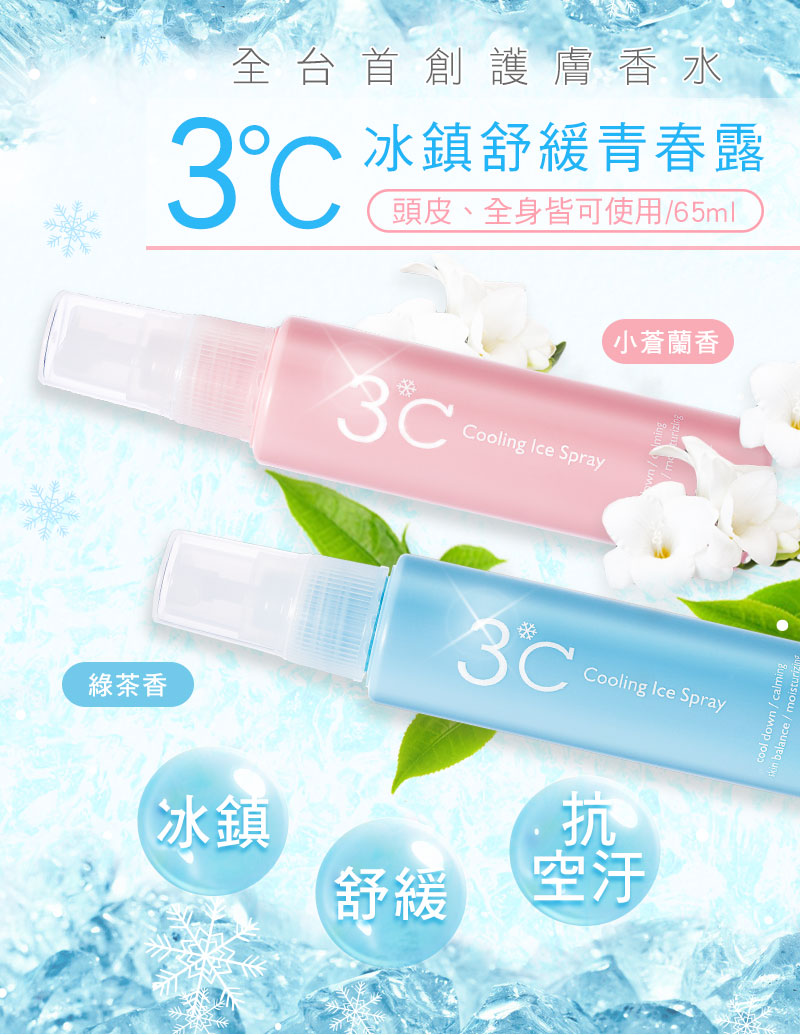 全台首創護膚香水
3℃ 冰鎮舒緩青春露
頭皮、全身皆可使用/65ml
小蒼蘭香
3℃ Cooling Ice Spray
綠茶香
3℃ Cooling Ice Spray
cool down / calming
skin balance / moisturizing
冰鎮
舒緩
抗
空汙